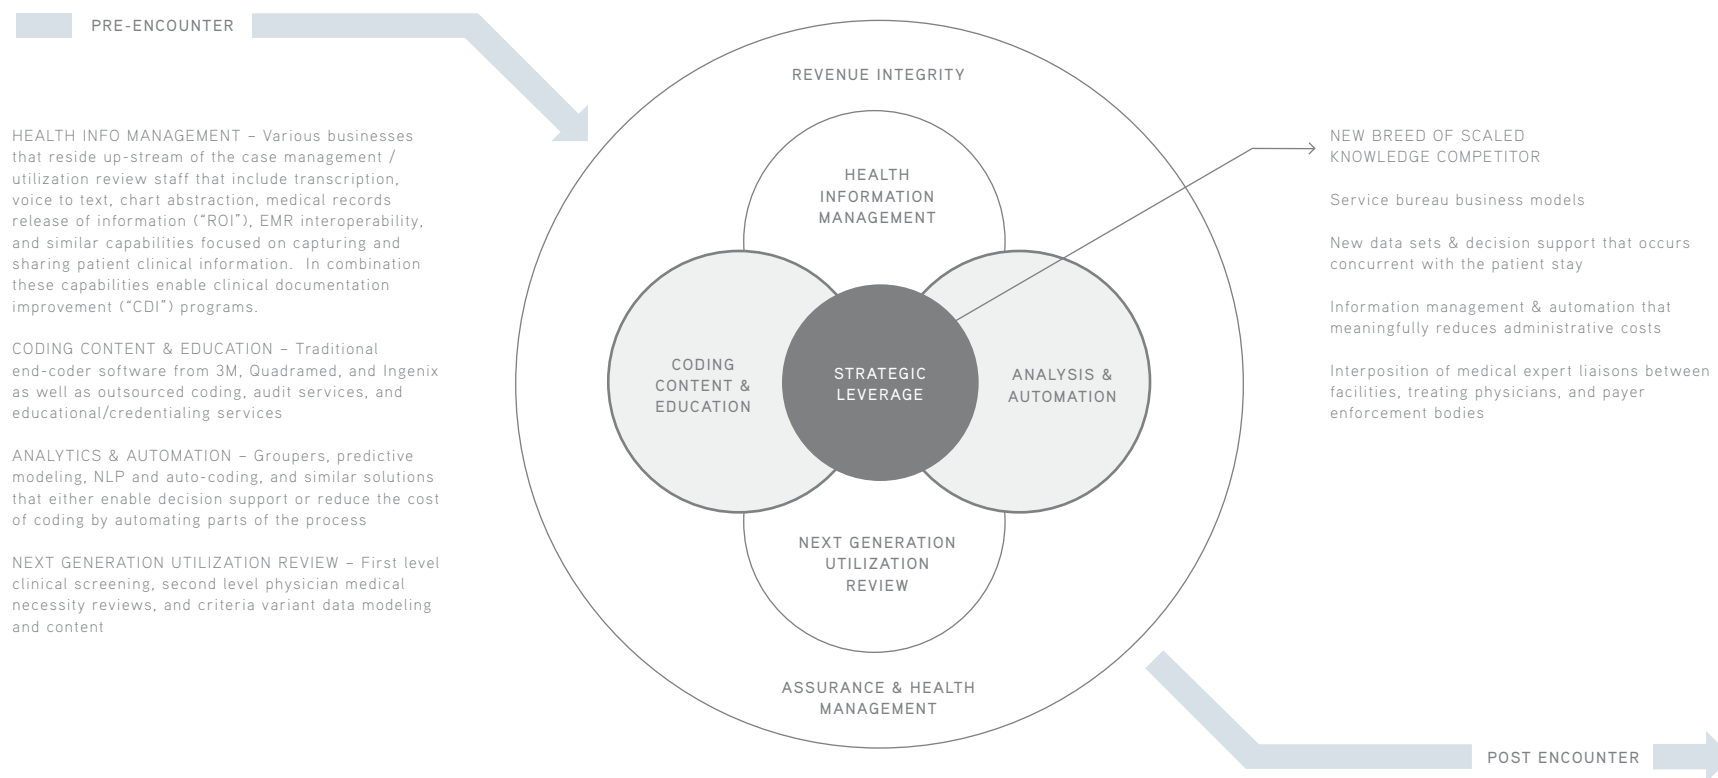 PRE-ENCOUNTER
HEALTH INFO MANAGEMENT – Various businesses
that reside up-stream of the case management /
utilization review staff that include transcription,
voice to text, chart abstraction, medical records
release of information (“ROI”), EMR interoperability,
and similar capabilities focused on capturing and
sharing patient clinical information.  In combination
these capabilities enable clinical documentation
improvement (“CDI”) programs.
CODING CONTENT & EDUCATION – Traditional
end-coder software from 3M, Quadramed, and Ingenix
as well as outsourced coding, audit services, and
educational/credentialing services
ANALYTICS & AUTOMATION – Groupers, predictive
modeling, NLP and auto-coding, and similar solutions
that either enable decision support or reduce the cost
of coding by automating parts of the process
NEXT GENERATION UTILIZATION REVIEW – First level
clinical screening, second level physician medical
necessity reviews, and criteria variant data modeling
and content
REVENUE INTEGRITY
HEALTH
INFORMATION
MANAGEMENT
CODING
CONTENT &
EDUCATION
STRATEGIC
LEVERAGE
ANALYSIS &
AUTOMATION
NEXT GENERATION
UTILIZATION
REVIEW
ASSURANCE & HEALTH
MANAGEMENT
NEW BREED OF SCALED
KNOWLEDGE COMPETITOR
Service bureau business models
New data sets & decision support that occurs
concurrent with the patient stay
Information management & automation that
meaningfully reduces administrative costs
Interposition of medical expert liaisons between
facilities, treating physicians, and payer
enforcement bodies
POST ENCOUNTER